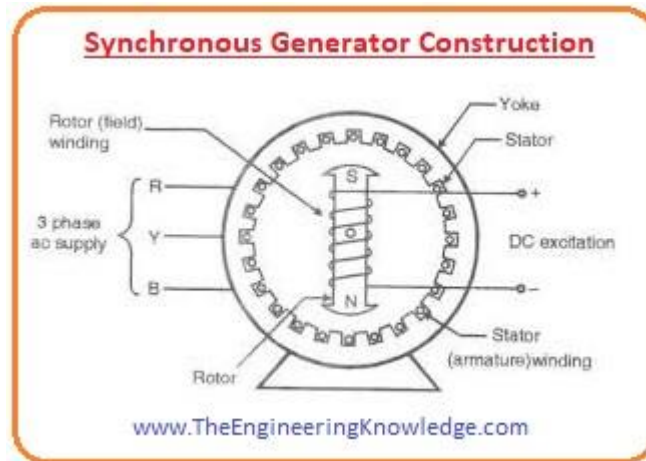 Synchronous Generator Construction
Yoke
Rotor (field)
winding
Stator
S
R
+
3 phase
ac supply
Y
O
DC excitation
B
N
–
Stator
(armature)winding
Rotor
www.TheEngineeringKnowledge.com